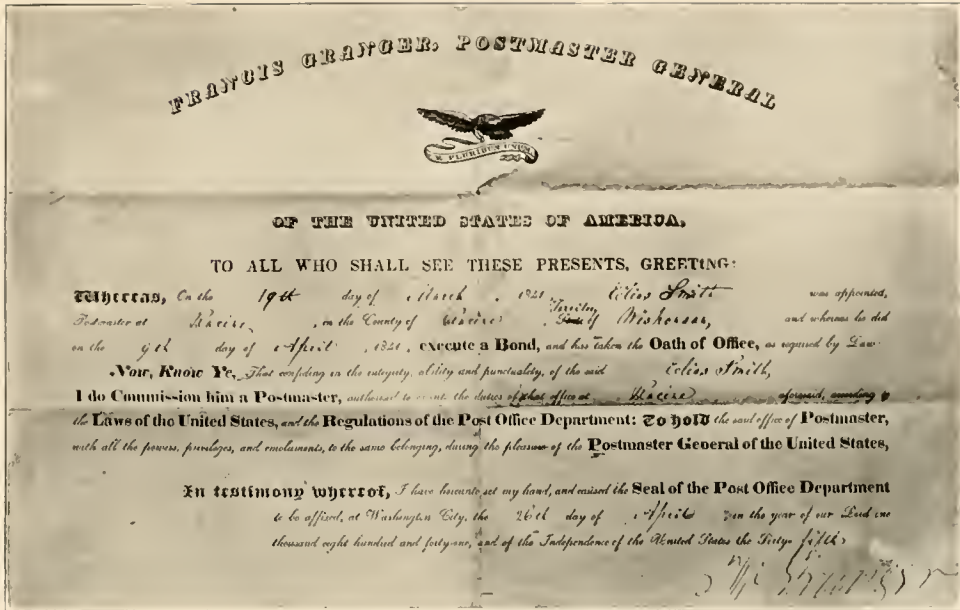 FRANCIS GRANGER, POSTMASTER GENERAL
E PLURIBUS UNUM
OF THE UNITED STATES OF AMERICA,
TO ALL WHO SHALL SEE THESE PRESENTS, GREETING:
Whereas, On the 19th day of March, 1841, Elias Smith was appointed,
Postmaster at Racine, in the County of Racine, Territory of Wiskonsan, and whereas he did
on the 9th day of April, 1841, execute a Bond, and has taken the Oath of Office, as required by Law
Now, Know Ye, That confiding in the integrity, ability and punctuality, of the said Elias Smith,
I do Commission him a Postmaster, authorised to execute the duties of that office at Racine aforesaid, according to
the Laws of the United States, and the Regulations of the Post Office Department: To hold the said office of Postmaster,
with all the powers, privileges, and emoluments, to the same belonging, during the pleasure of the Postmaster General of the United States,
In testimony whereof, I have hereunto set my hand, and caused the Seal of the Post Office Department
to be affixed, at Washington City, the 26th day of April in the year of our Lord one
thousand eight hundred and forty-one, and of the Independence of the United States the Sixty-fifth